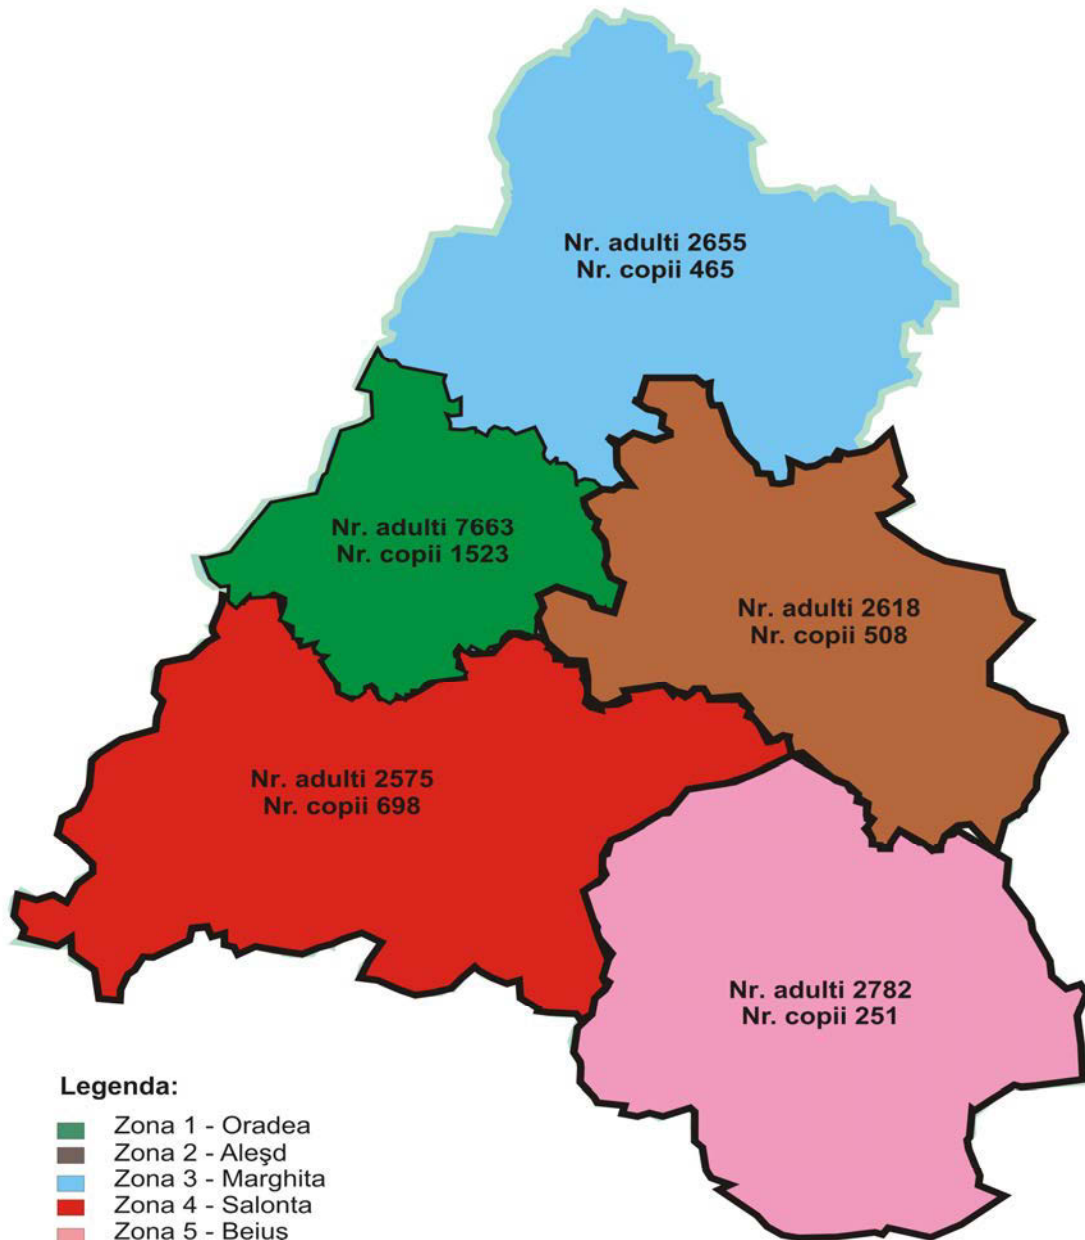 Nr. adulti 2655
Nr. copii 465
Nr. adulti 7663
Nr. copii 1523
Nr. adulti 2618
Nr. copii 508
Nr. adulti 2575
Nr. copii 698
Nr. adulti 2782
Nr. copii 251
Legenda:
Zona 1 - Oradea
Zona 2 - Aleşd
Zona 3 - Marghita
Zona 4 - Salonta
Zona 5 - Beiuş